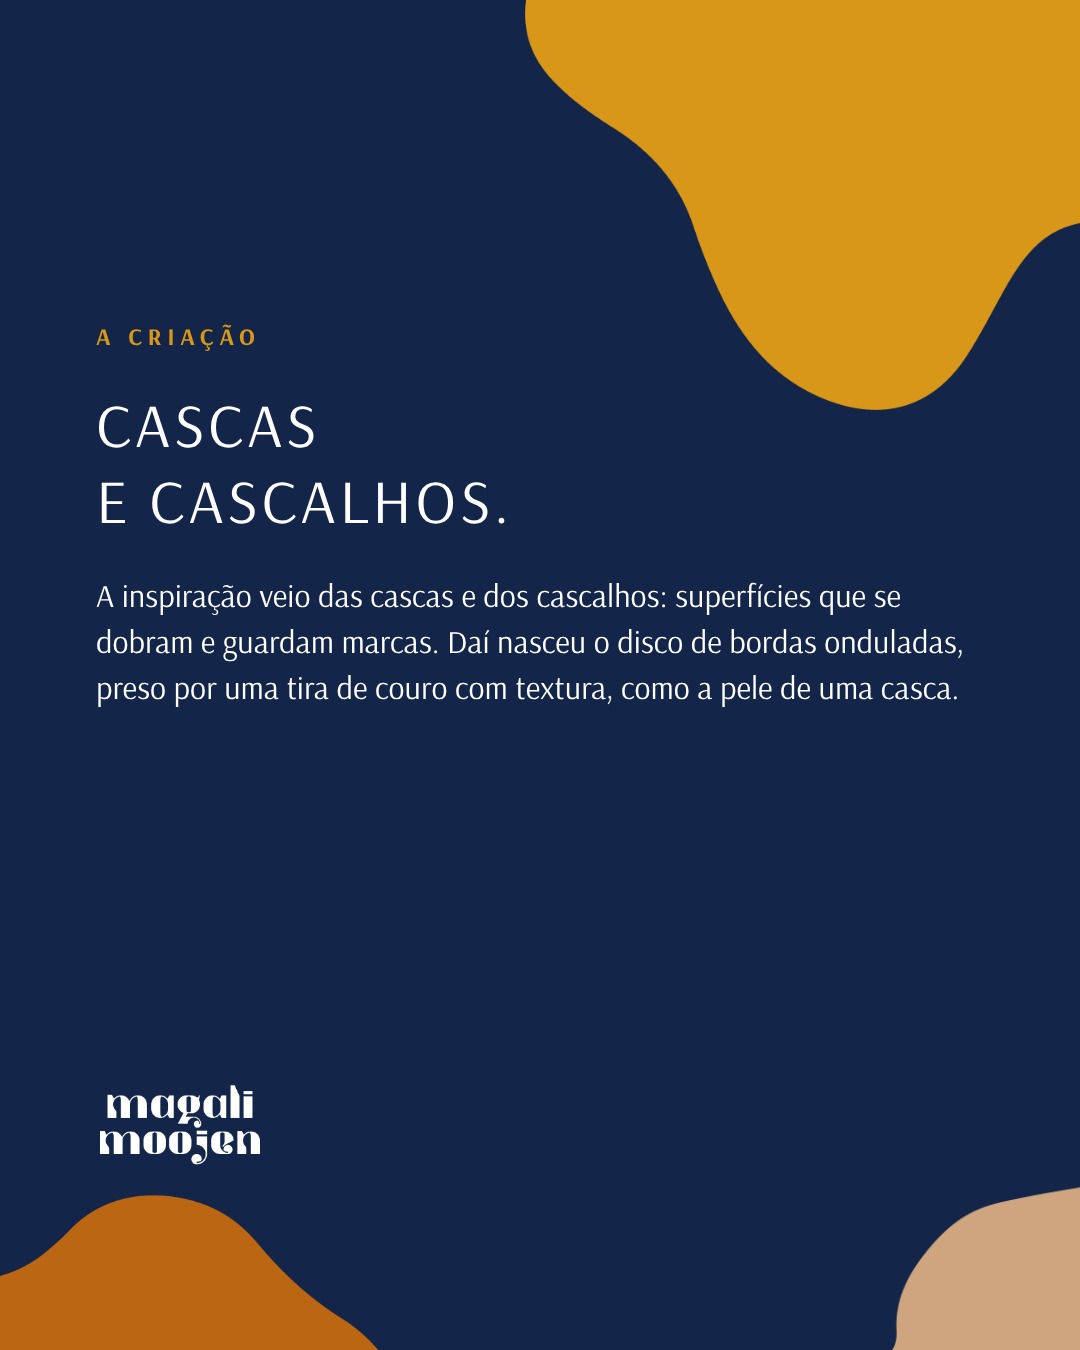 A CRIAÇÃO
CASCAS
E CASCALHOS.
A inspiração veio das cascas e dos cascalhos: superfícies que se
dobram e guardam marcas. Daí nasceu o disco de bordas onduladas,
preso por uma tira de couro com textura, como a pele de uma casca.
magali
moojen